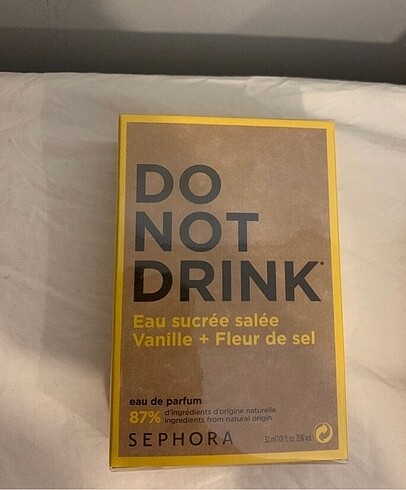 DO
NOT
DRINK*
Eau sucrée salée
Vanille + Fleur de sel
eau de parfum
87% d'ingrédients d'origine naturelle
ingredients from natural origin
SEPHORA